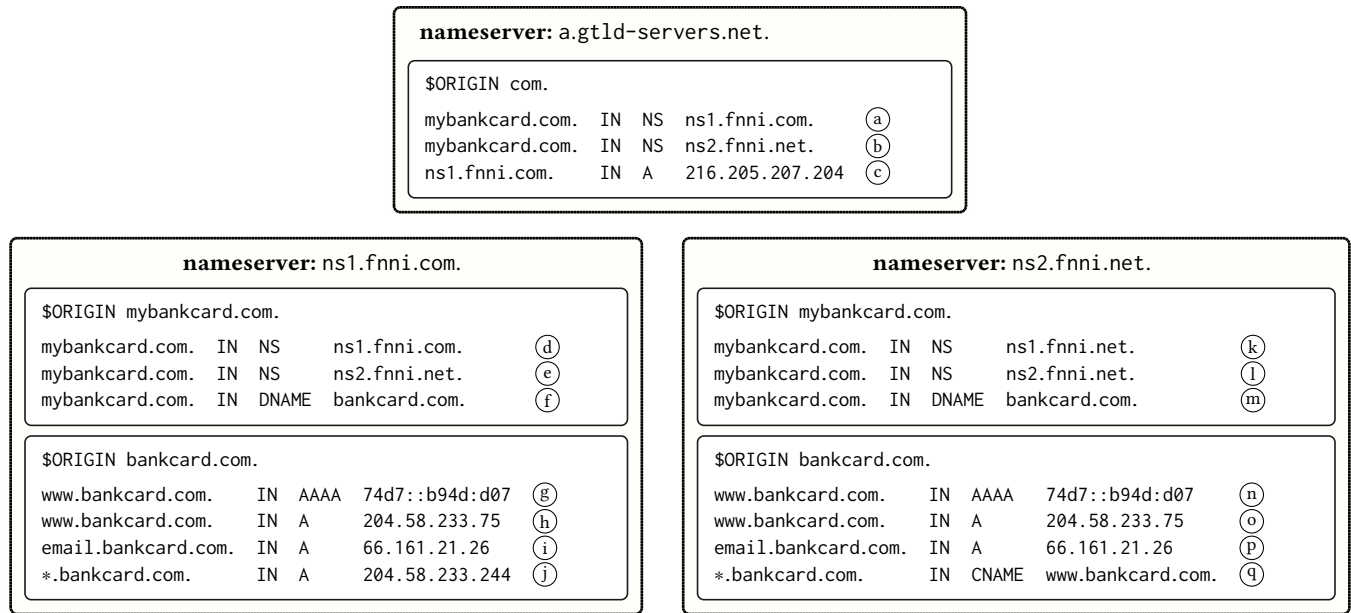 nameserver: a.gtld-servers.net.
$ORIGIN com.
mybankcard.com. IN NS ns1.fnni.com. a
mybankcard.com. IN NS ns2.fnni.net. b
ns1.fnni.com. IN A 216.205.207.204 c
nameserver: ns1.fnni.com.
$ORIGIN mybankcard.com.
mybankcard.com. IN NS ns1.fnni.com. d
mybankcard.com. IN NS ns2.fnni.net. e
mybankcard.com. IN DNAME bankcard.com. f
$ORIGIN bankcard.com.
www.bankcard.com. IN AAAA 74d7::b94d:d07 g
www.bankcard.com. IN A 204.58.233.75 h
email.bankcard.com. IN A 66.161.21.26 i
*.bankcard.com. IN A 204.58.233.244 j
nameserver: ns2.fnni.net.
$ORIGIN mybankcard.com.
mybankcard.com. IN NS ns1.fnni.net. k
mybankcard.com. IN NS ns2.fnni.net. l
mybankcard.com. IN DNAME bankcard.com. m
$ORIGIN bankcard.com.
www.bankcard.com. IN AAAA 74d7::b94d:d07 n
www.bankcard.com. IN A 204.58.233.75 o
email.bankcard.com. IN A 66.161.21.26 p
*.bankcard.com. IN CNAME www.bankcard.com. q